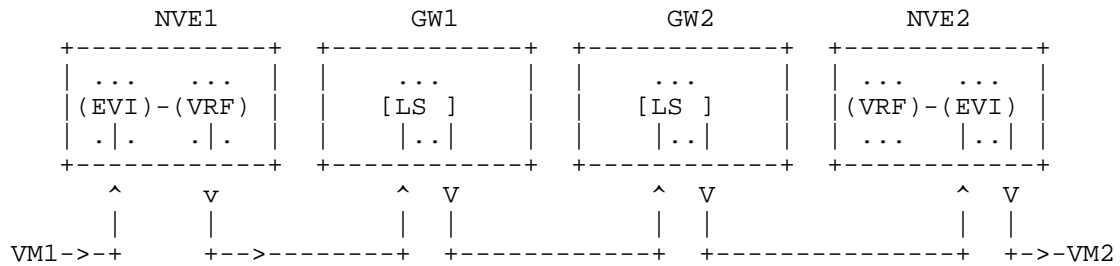 NVE1            GW1             GW2            NVE2
    +------------+  +------------+  +------------+  +------------+
    |  ...   ... |  |    ...     |  |    ...     |  |  ...   ... |
    |(EVI)-(VRF) |  |   [LS ]    |  |   [LS ]    |  |(VRF)-(EVI) |
    | .|.   .|.  |  |    |..|    |  |    |..|    |  | ...  |..|  |
    +------------+  +------------+  +------------+  +------------+
       ^     v           ^  V            ^  V              ^  V
       |     |           |  |            |  |              |  |
VM1->-+     +-->--------+  +------------+  +---------------+  +->-VM2